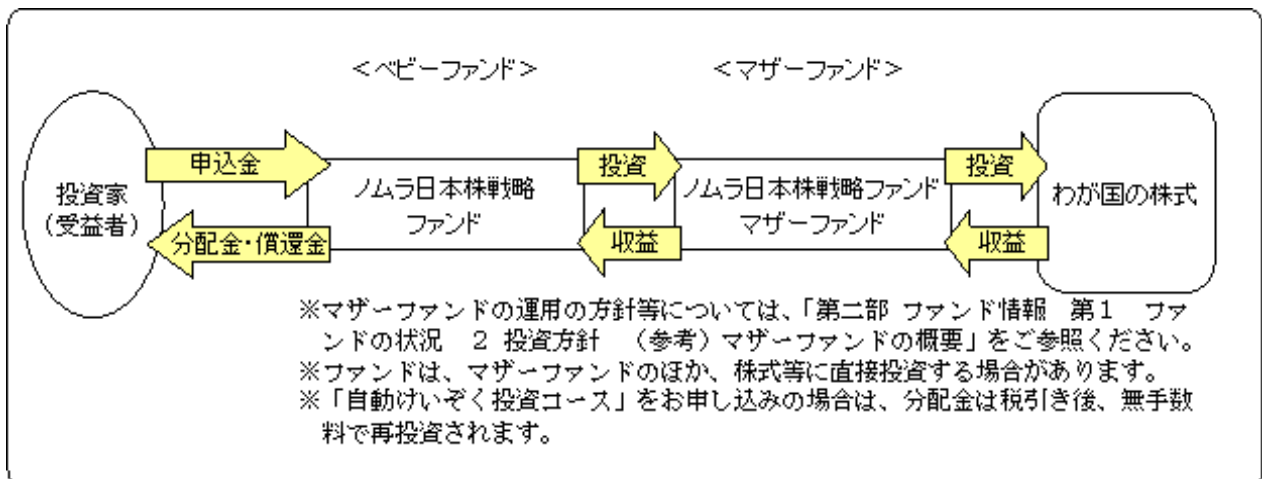 <ベビーファンド> <マザーファンド>
申込金 投資 投資
投資家 ノムラ日本株戦略 ノムラ日本株戦略ファンド わが国の株式
(受益者) ファンド マザーファンド
分配金・償還金 収益 収益
※マザーファンドの運用の方針等については、「第二部 ファンド情報 第1 ファ
ンドの状況 2 投資方針 (参考)マザーファンドの概要」をご参照ください。
※ファンドは、マザーファンドのほか、株式等に直接投資する場合があります。
※「自動けいぞく投資コース」をお申し込みの場合は、分配金は税引き後、無手数
料で再投資されます。